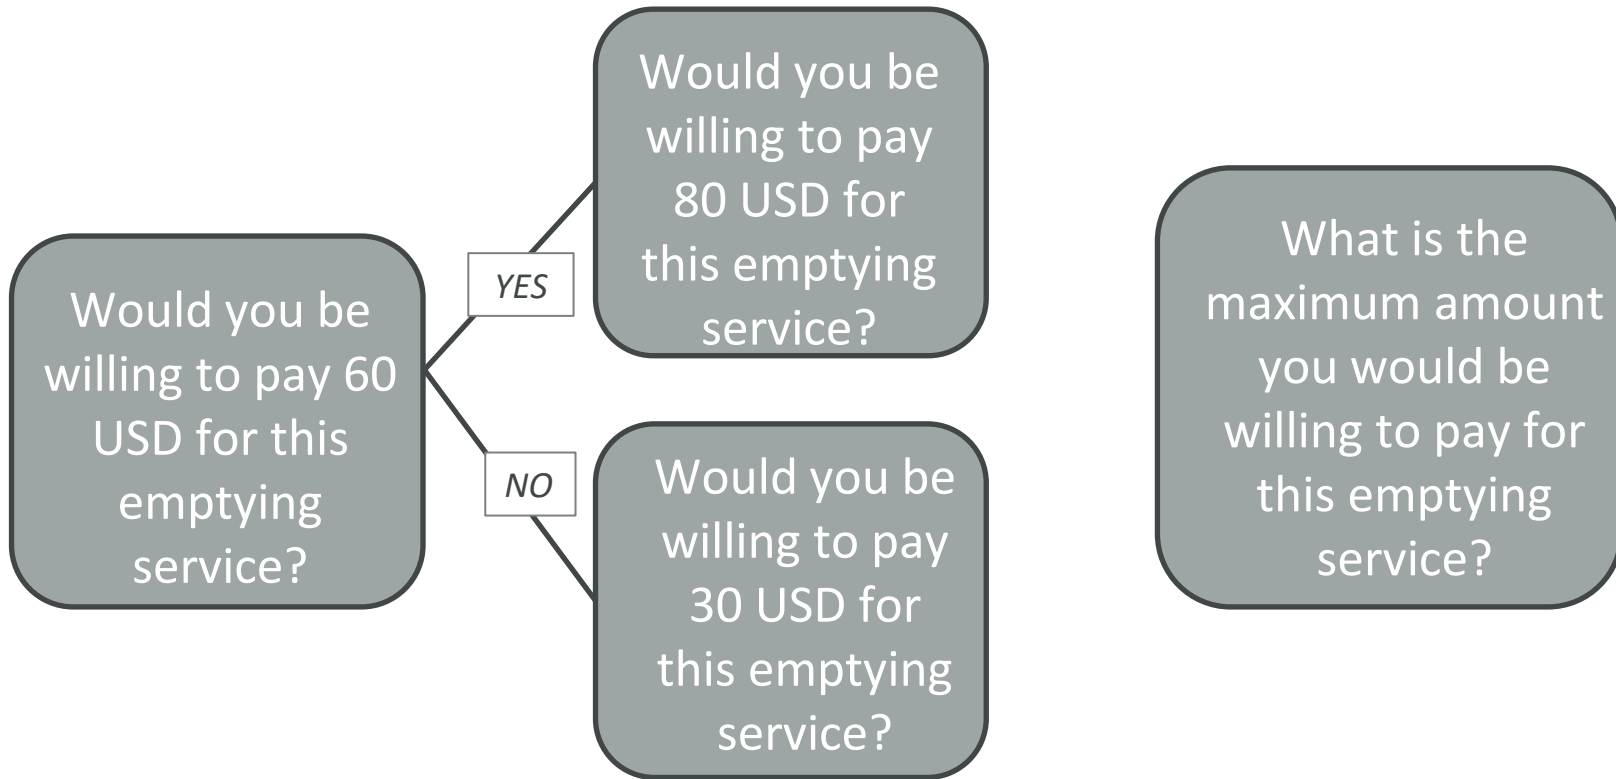 Would you be
willing to pay 60
USD for this
emptying
service?
YES
NO
Would you be
willing to pay
80 USD for
this emptying
service?
Would you be
willing to pay
30 USD for
this emptying
service?
What is the
maximum amount
you would be
willing to pay for
this emptying
service?